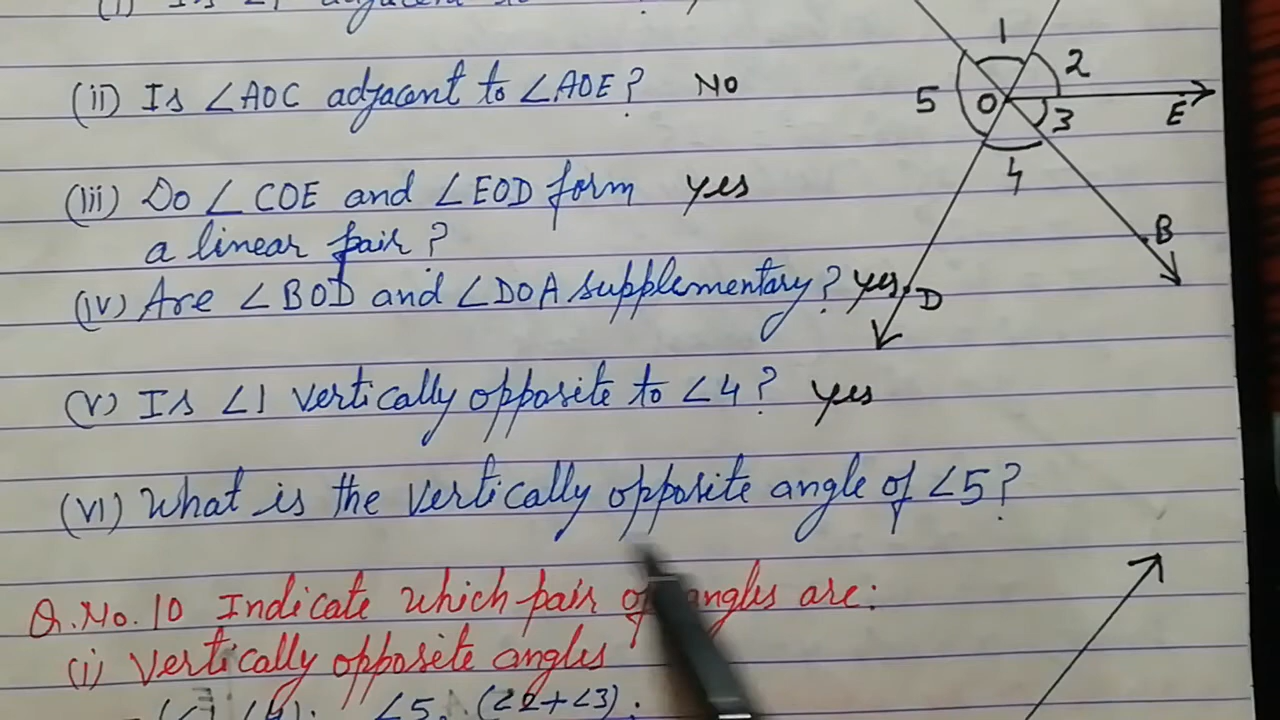 (ii) Is ∠AOC adjacent to ∠AOE? NO
(iii) Do ∠COE and ∠EOD form yes
a linear pair?
(iv) Are ∠BOD and ∠DOA supplementary? yes
(v) Is ∠1 vertically opposite to ∠4? yes
(vi) What is the vertically opposite angle of ∠5?
Q.No.10 Indicate which pair of angles are:
(i) Vertically opposite angles
∠5, (∠2+∠3);
1
2
5
O
3
E
4
B
D